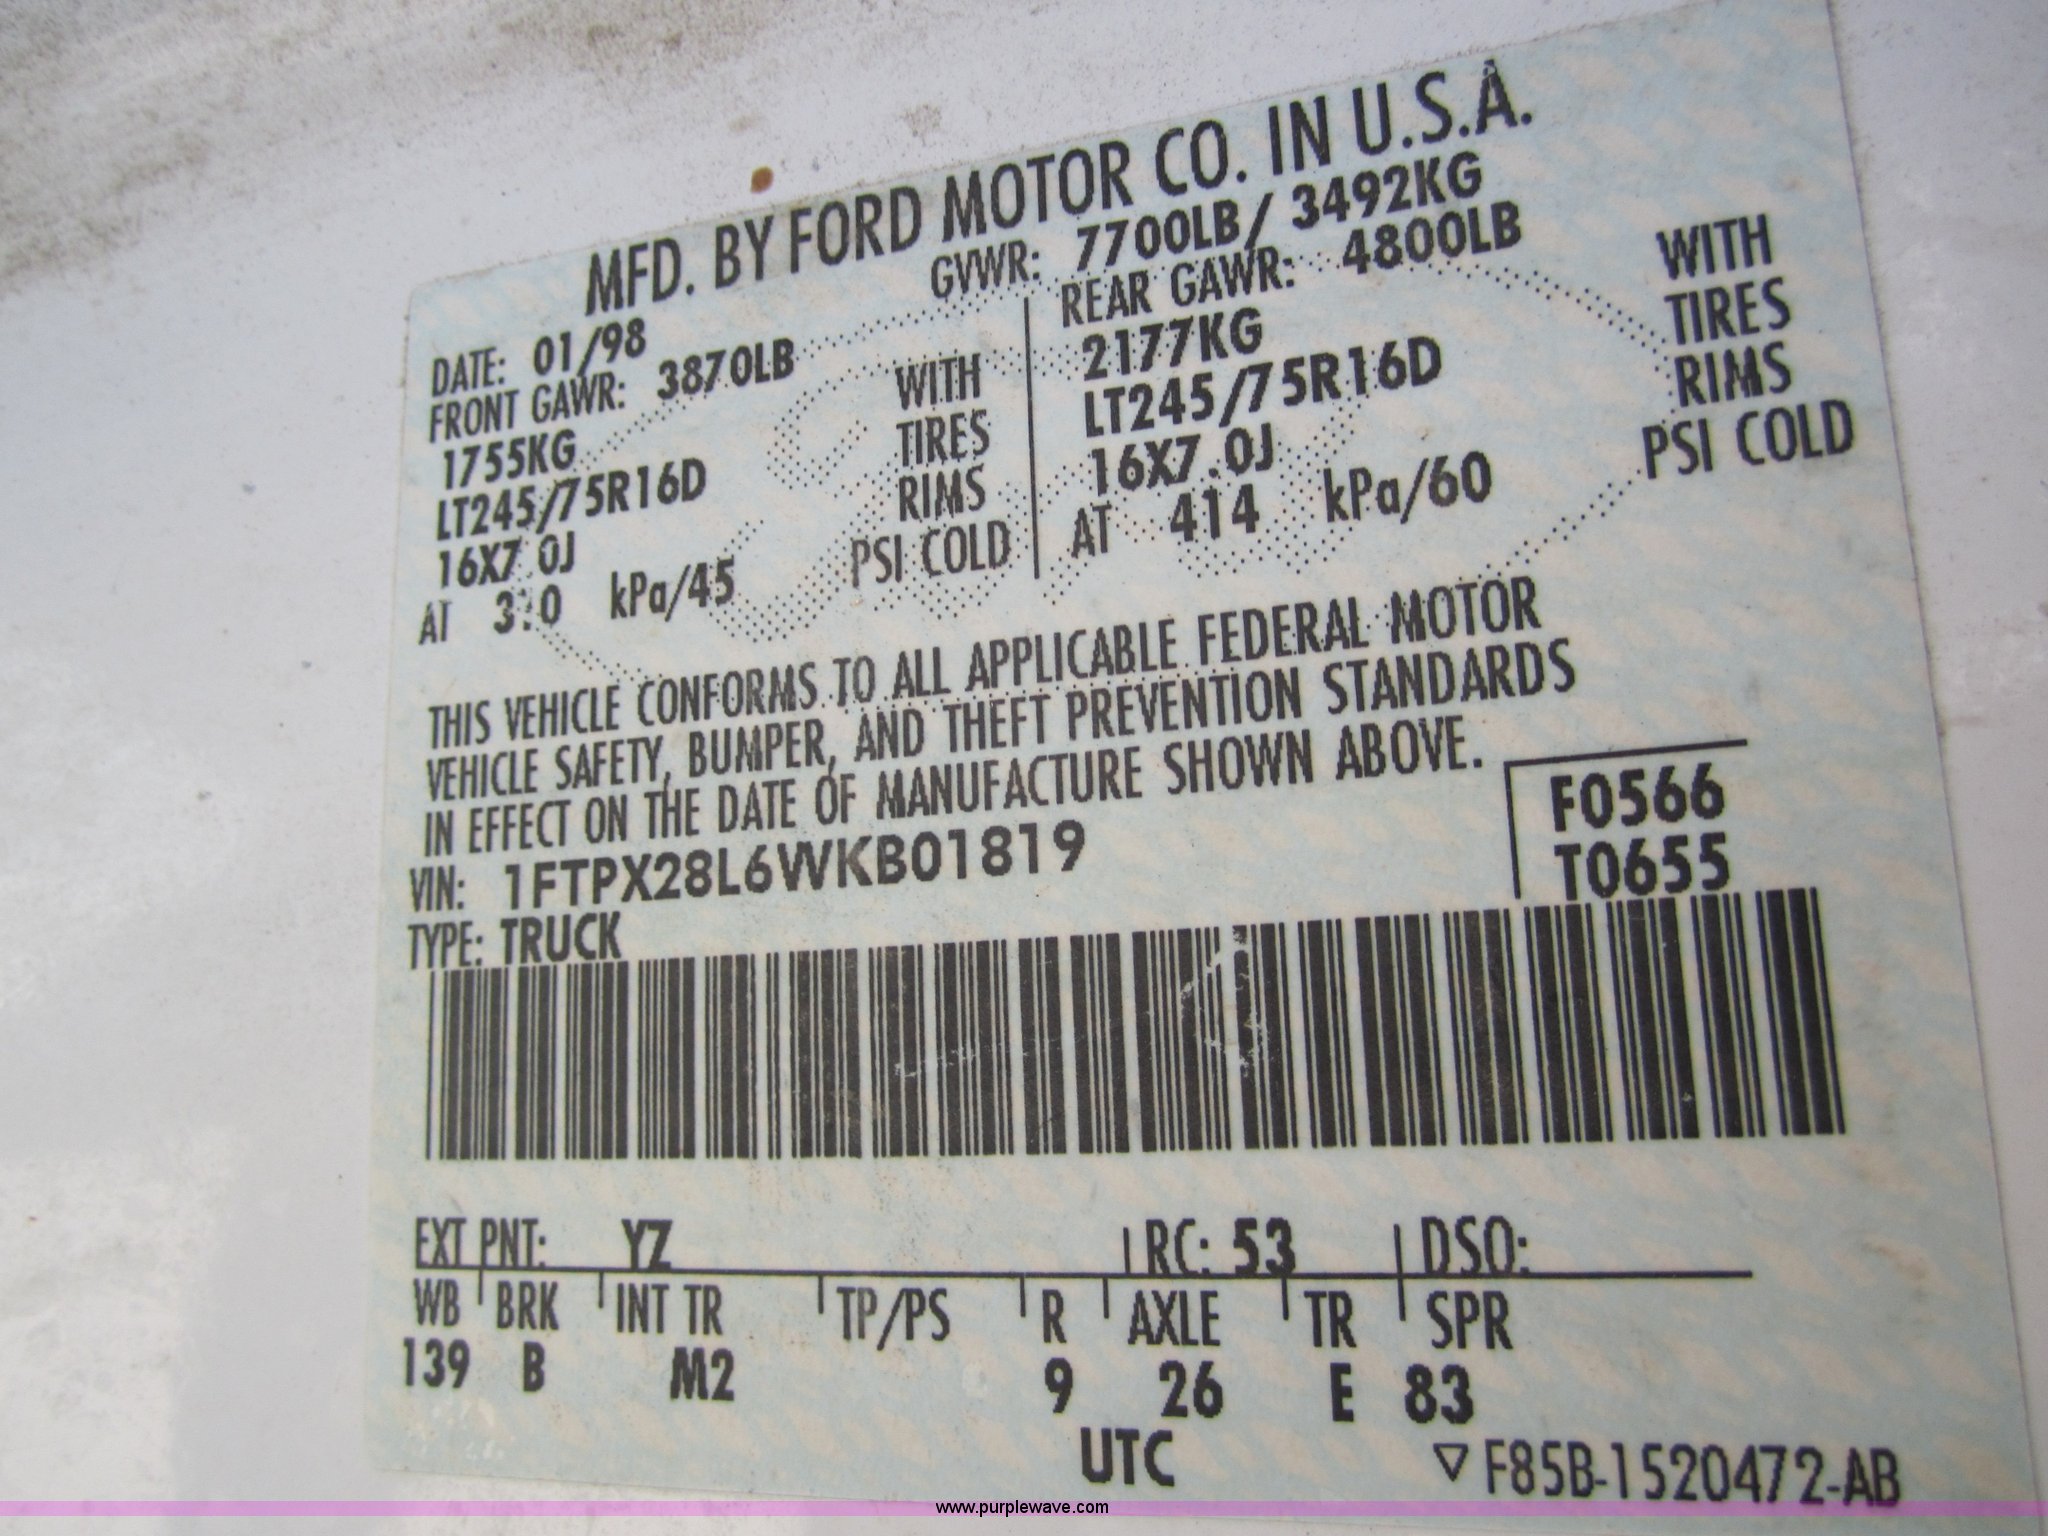 MFD. BY FORD MOTOR CO. IN U.S.A.
DATE: 01/98 GVWR: 7700LB/ 3492KG
FRONT GAWR: 3870LB REAR GAWR: 4800LB
1755KG WITH 2177KG WITH
LT245/75R16D TIRES LT245/75R16D TIRES
16X7.0J RIMS 16X7.0J RIMS
AT kPa/45 PSI COLD AT 414 kPa/60 PSI COLD
THIS VEHICLE CONFORMS TO ALL APPLICABLE FEDERAL MOTOR
VEHICLE SAFETY, BUMPER, AND THEFT PREVENTION STANDARDS
IN EFFECT ON THE DATE OF MANUFACTURE SHOWN ABOVE.
VIN: 1FTPX28L6WKB01819 F0566
TYPE: TRUCK T0655
EXT PNT: YZ RC: 53 DSO:
WB BRK INT TR TP/PS R AXLE TR SPR
139 B M2 9 26 E 83
UTC ▽ F85B-1520472-AB
www.purplewave.com